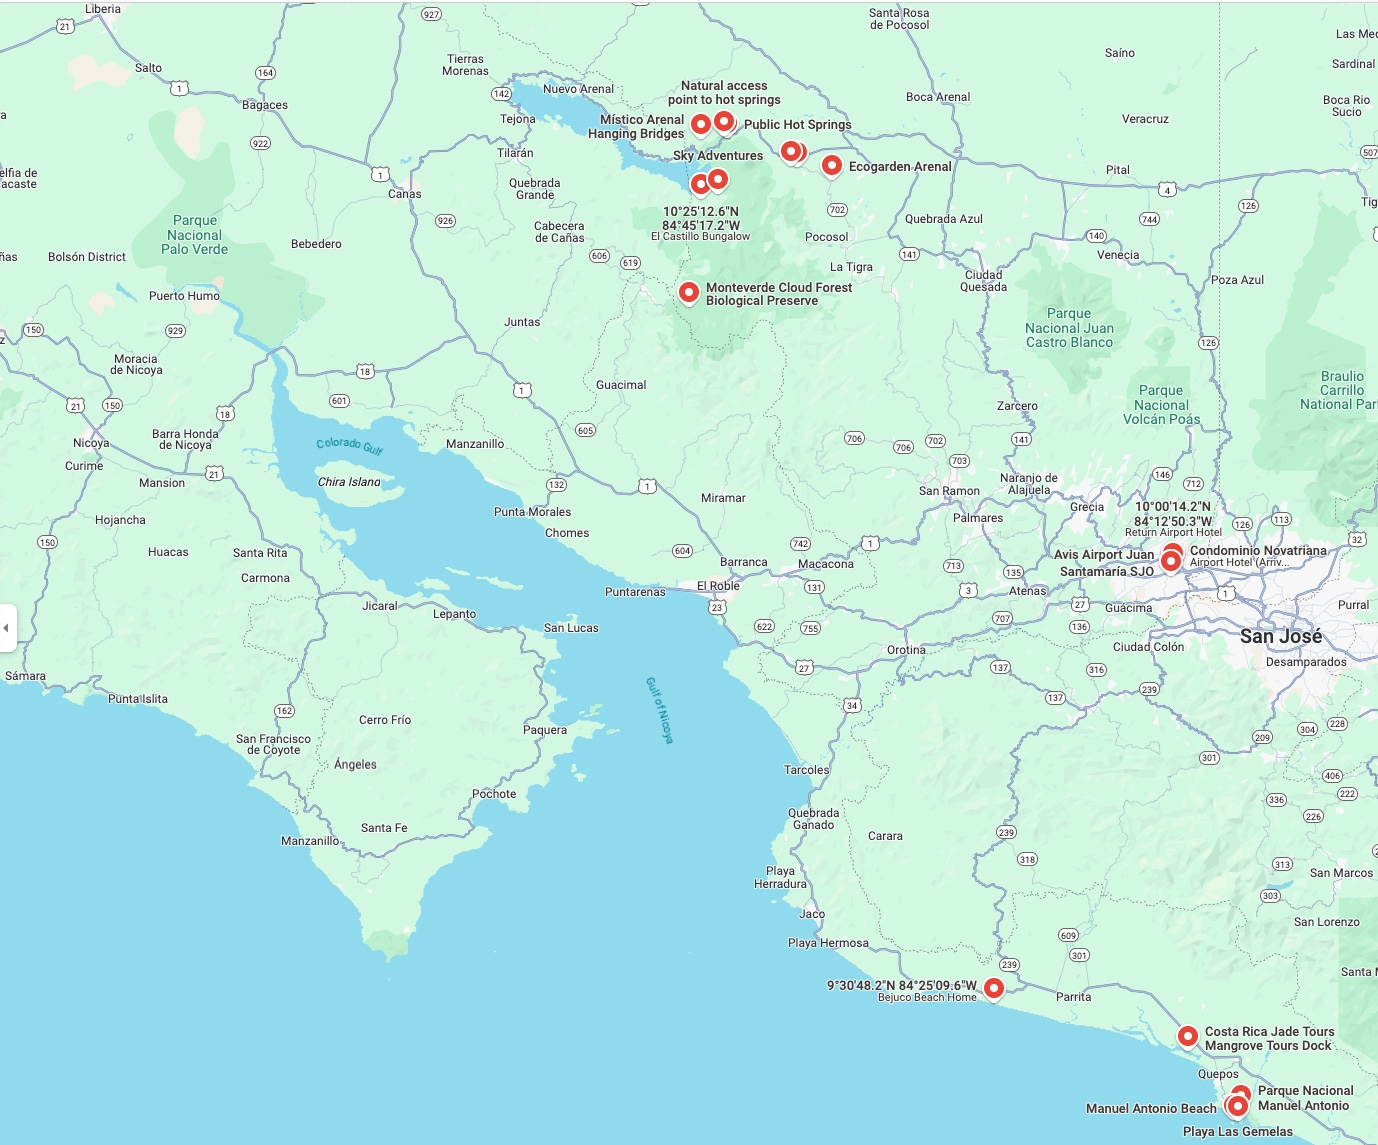 Liberia
21
927
Santa Rosa
de Pocosol
Las Med
Salto
164
Tierras
Morenas
Saíno
Sardinal
1
142
Nuevo Arenal
Natural access
point to hot springs
Boca Arenal
Boca Rio
Sucio
Bagaces
Tejona
Místico Arenal
Hanging Bridges
Public Hot Springs
Veracruz
922
Tilarán
Sky Adventures
Ecogarden Arenal
507
elfia de
acaste
1
Canas
Quebrada
Grande
Pital
4
126
Tig
Parque
Nacional
Palo Verde
926
Cabecera
de Cañas
10°25'12.6"N
84°45'17.2"W
El Castillo Bungalow
702
Pocosol
Quebrada Azul
744
140
Bebedero
ñas
Bolsón District
606
619
La Tigra
141
Venecia
Ciudad
Quesada
Poza Azul
Puerto Humo
Monteverde Cloud Forest
Biological Preserve
150
929
Juntas
Parque
Nacional Juan
Castro Blanco
126
Moracia
de Nicoya
18
Guacimal
1
Parque
Nacional
Volcán Poás
Braulio
Carrillo
National Par
21
150
18
601
Zarcero
Nicoya
Barra Honda
de Nicoya
Colorado Gulf
Manzanillo
605
706
706
702
703
141
Curime
Mansion
21
Chira Island
132
1
Miramar
San Ramon
Naranjo de
Alajuela
146
712
Hojancha
Punta Morales
Palmares
Grecia
10°00'14.2"N
84°12'50.3"W
Return Airport Hotel
126
113
150
Huacas
Santa Rita
Chomes
604
742
1
32
Carmona
Barranca
Macacona
713
135
Avis Airport Juan
Santamaría SJO
Condominio Novatriana
Airport Hotel (Arriv...
Jicaral
Lepanto
Puntarenas
El Roble
131
3
Atenas
27
Guácima
1
Purral
23
San Lucas
622
755
707
136
San José
Orotina
Ciudad Colón
Desamparados
Sámara
Punta Islita
27
137
316
Gulf of Nicoya
137
239
162
Cerro Frío
Paquera
34
304
228
209
San Francisco
de Coyote
Ángeles
Tarcoles
301
406
Pochote
336
222
226
Manzanillo
Santa Fe
Quebrada
Ganado
Carara
239
318
313
San Marcos
Playa
Herradura
303
Jaco
San Lorenzo
Playa Hermosa
609
301
239
Santa M
9°30'48.2"N 84°25'09.6"W
Bejuco Beach Home
Parrita
Costa Rica Jade Tours
Mangrove Tours Dock
Quepos
Parque Nacional
Manuel Antonio
Manuel Antonio Beach
Playa Las Gemelas